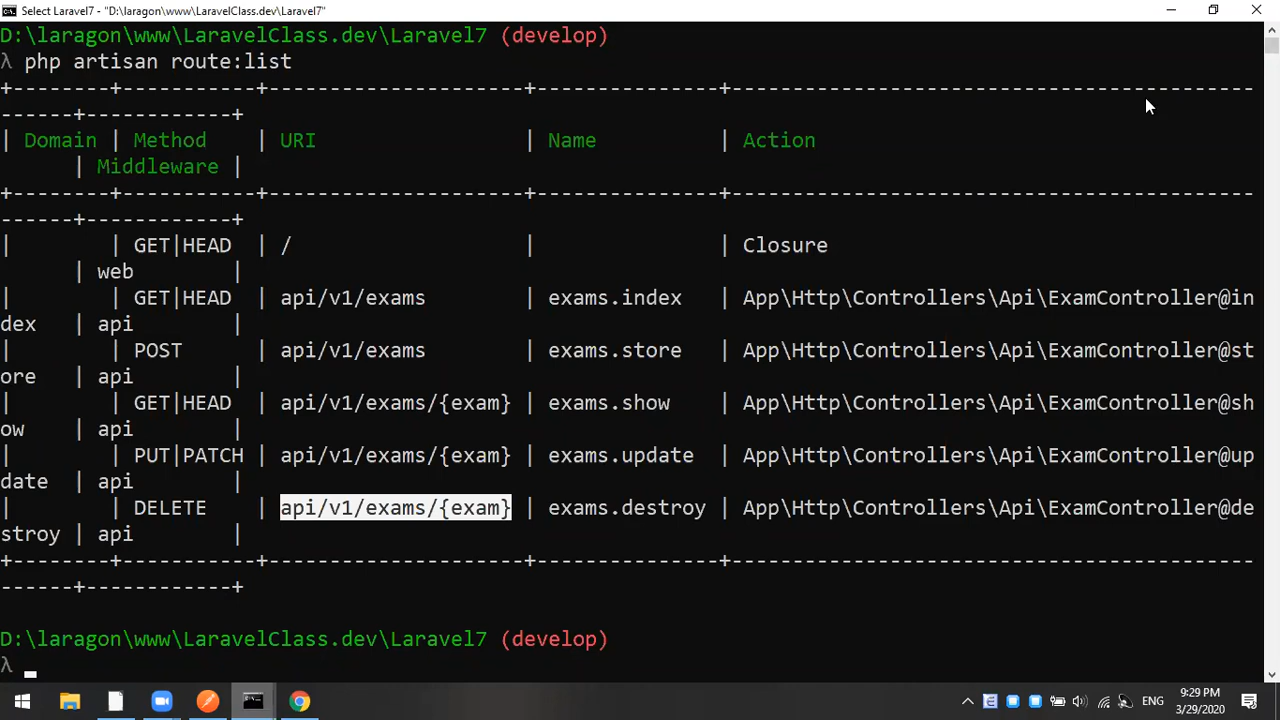 Select Laravel7 - "D:\laragon\www\LaravelClass.dev\Laravel7"
D:\laragon\www\LaravelClass.dev\Laravel7 (develop)
λ php artisan route:list
+--------+-----------+----------------------+---------------+-------------------------------------------
------+------------+
| Domain | Method    | URI                  | Name          | Action
      | Middleware |
+--------+-----------+----------------------+---------------+-------------------------------------------
------+------------+
|        | GET|HEAD  | /                    |               | Closure
      | web        |
|        | GET|HEAD  | api/v1/exams         | exams.index   | App\Http\Controllers\Api\ExamController@in
dex   | api        |
|        | POST      | api/v1/exams         | exams.store   | App\Http\Controllers\Api\ExamController@st
ore   | api        |
|        | GET|HEAD  | api/v1/exams/{exam}  | exams.show    | App\Http\Controllers\Api\ExamController@sh
ow    | api        |
|        | PUT|PATCH | api/v1/exams/{exam}  | exams.update  | App\Http\Controllers\Api\ExamController@up
date  | api        |
|        | DELETE    | api/v1/exams/{exam}  | exams.destroy | App\Http\Controllers\Api\ExamController@de
stroy | api        |
+--------+-----------+----------------------+---------------+-------------------------------------------
------+------------+
D:\laragon\www\LaravelClass.dev\Laravel7 (develop)
λ
ENG
9:29 PM
3/29/2020